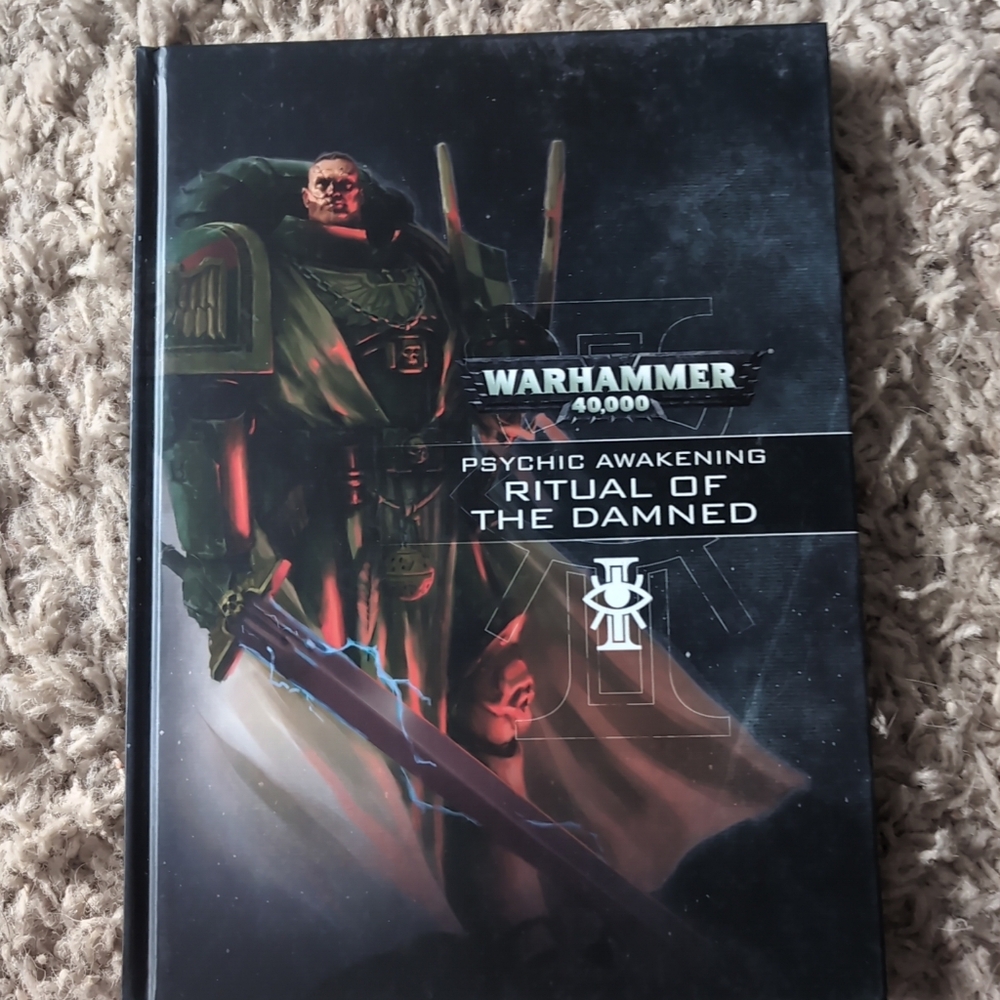 WARHAMMER
40,000
PSYCHIC AWAKENING
RITUAL OF
THE DAMNED